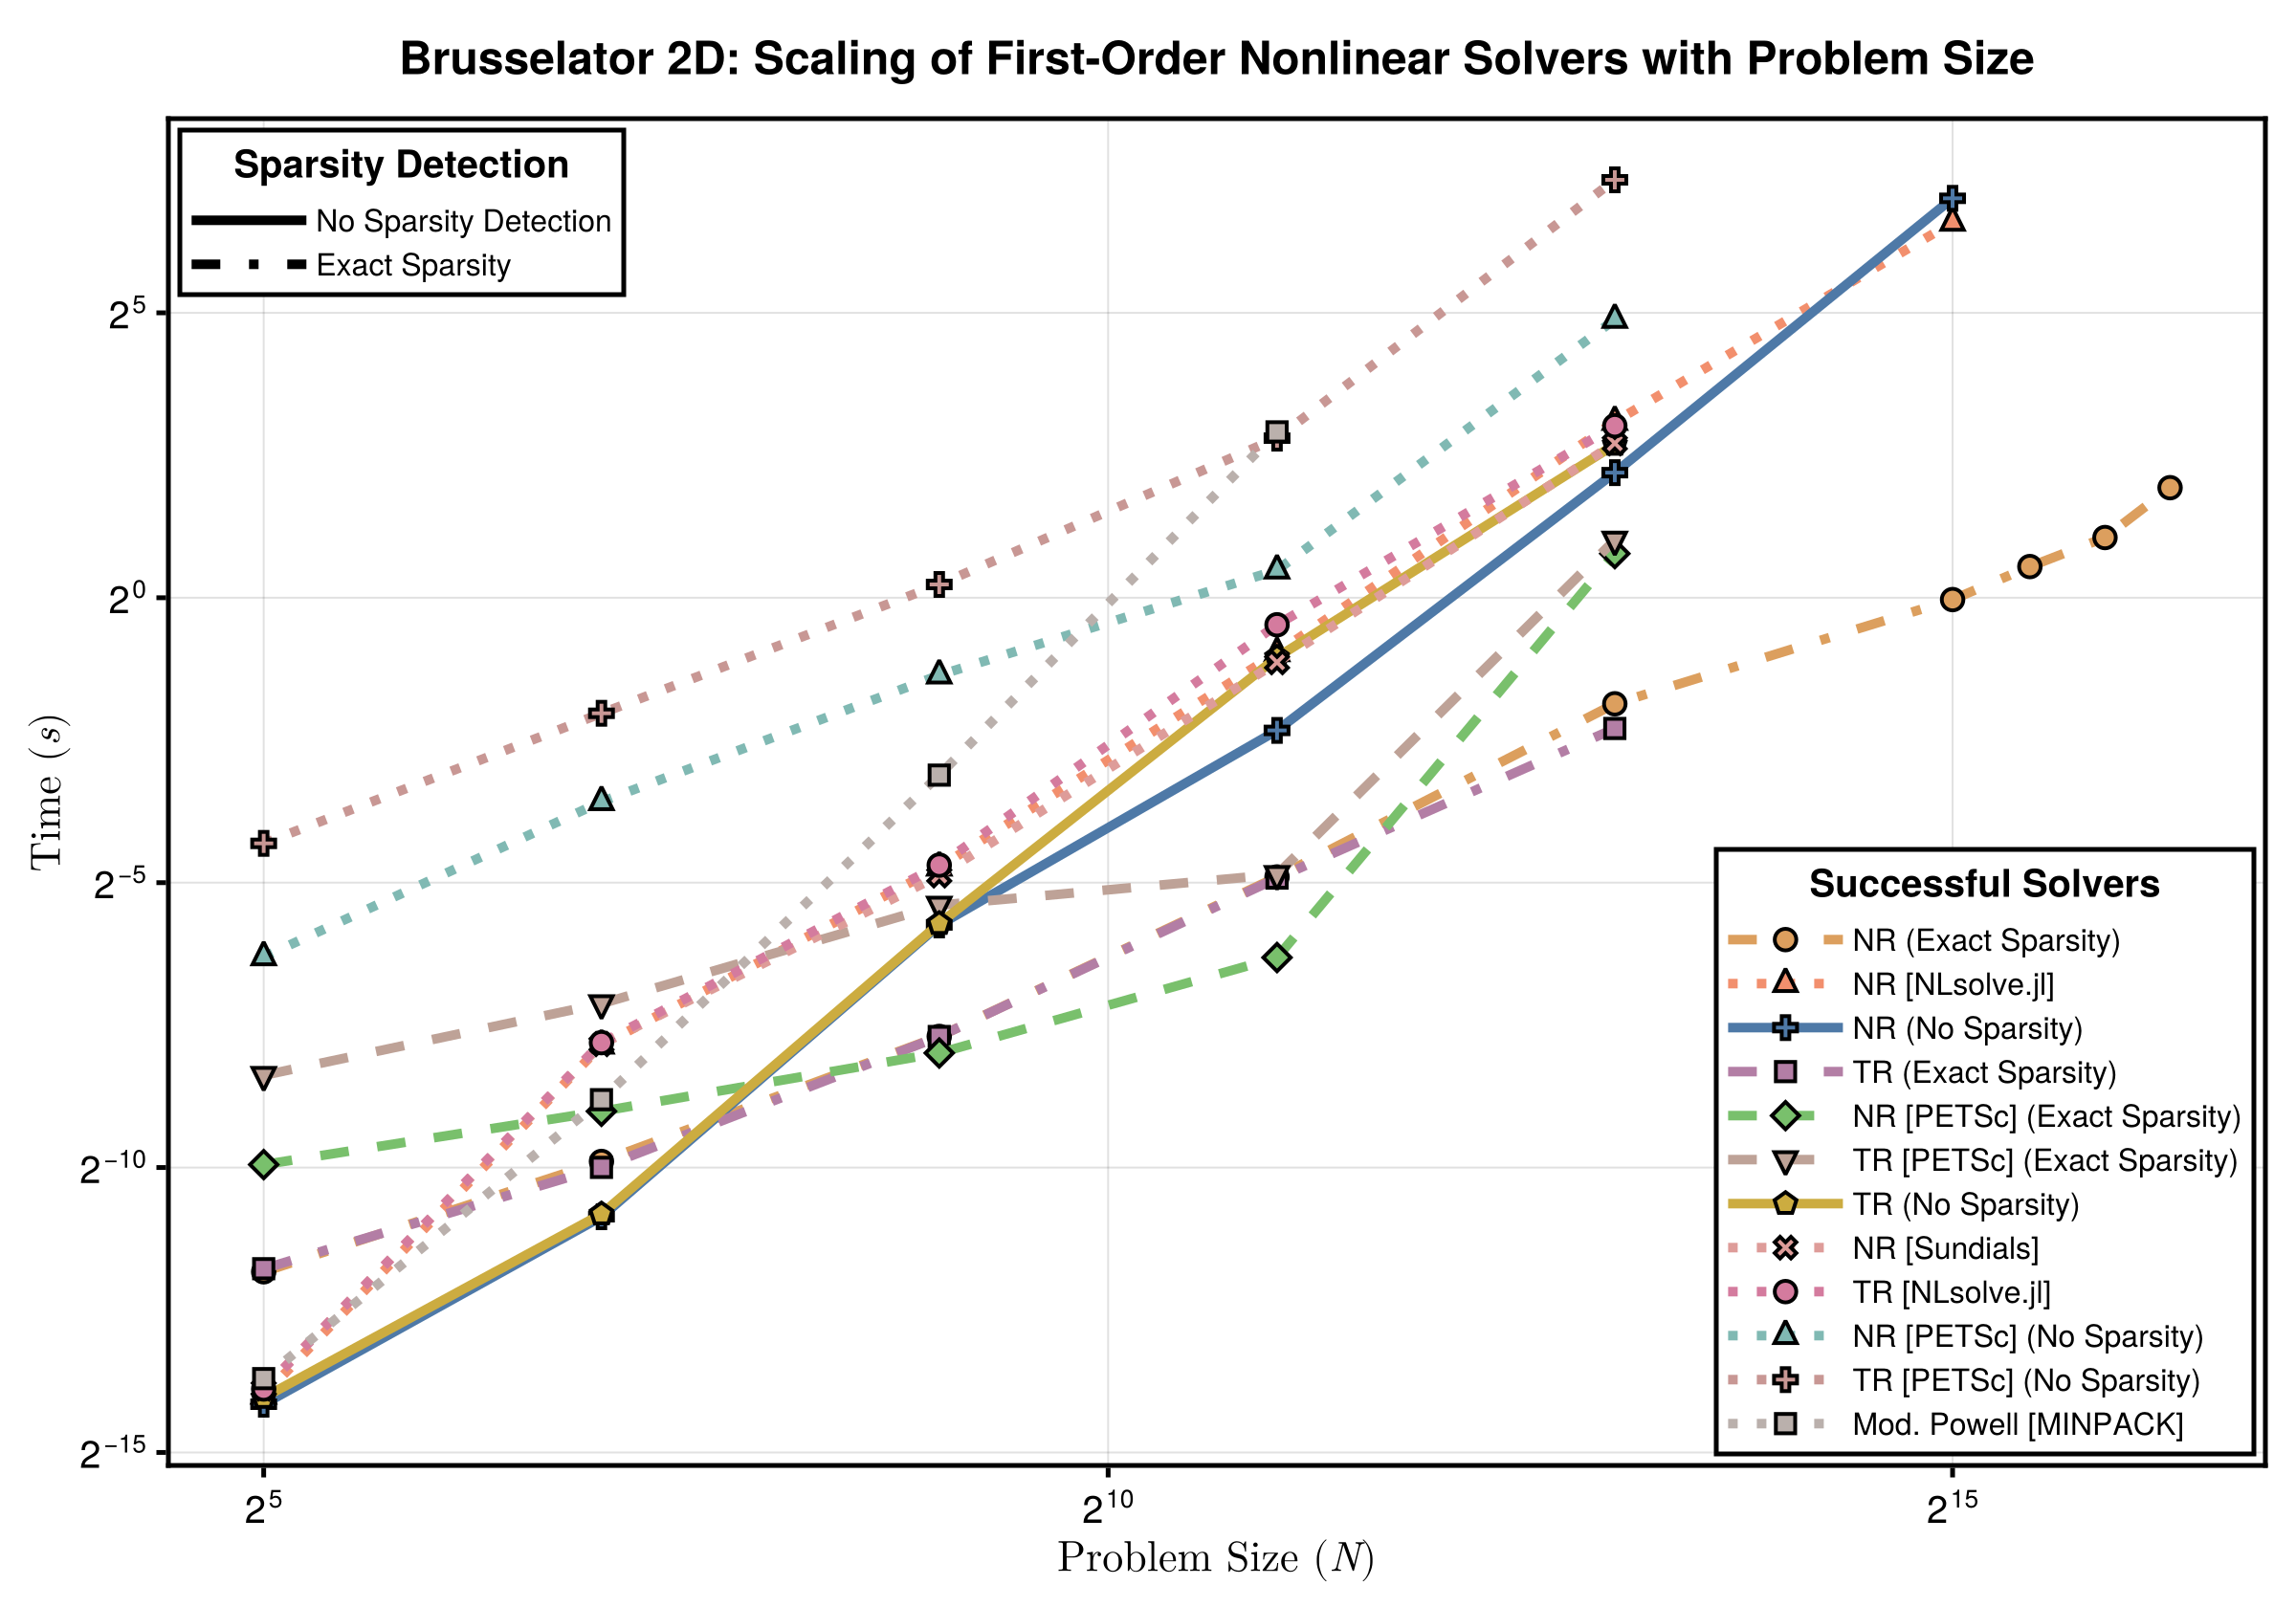 Brusselator 2D: Scaling of First-Order Nonlinear Solvers with Problem Size
Sparsity Detection
No Sparsity Detection
Exact Sparsity
2^5
2^0
2^−5
2^−10
2^−15
Time (s)
2^5
2^10
2^15
Problem Size (N)
Successful Solvers
NR (Exact Sparsity)
NR [NLsolve.jl]
NR (No Sparsity)
TR (Exact Sparsity)
NR [PETSc] (Exact Sparsity)
TR [PETSc] (Exact Sparsity)
TR (No Sparsity)
NR [Sundials]
TR [NLsolve.jl]
NR [PETSc] (No Sparsity)
TR [PETSc] (No Sparsity)
Mod. Powell [MINPACK]